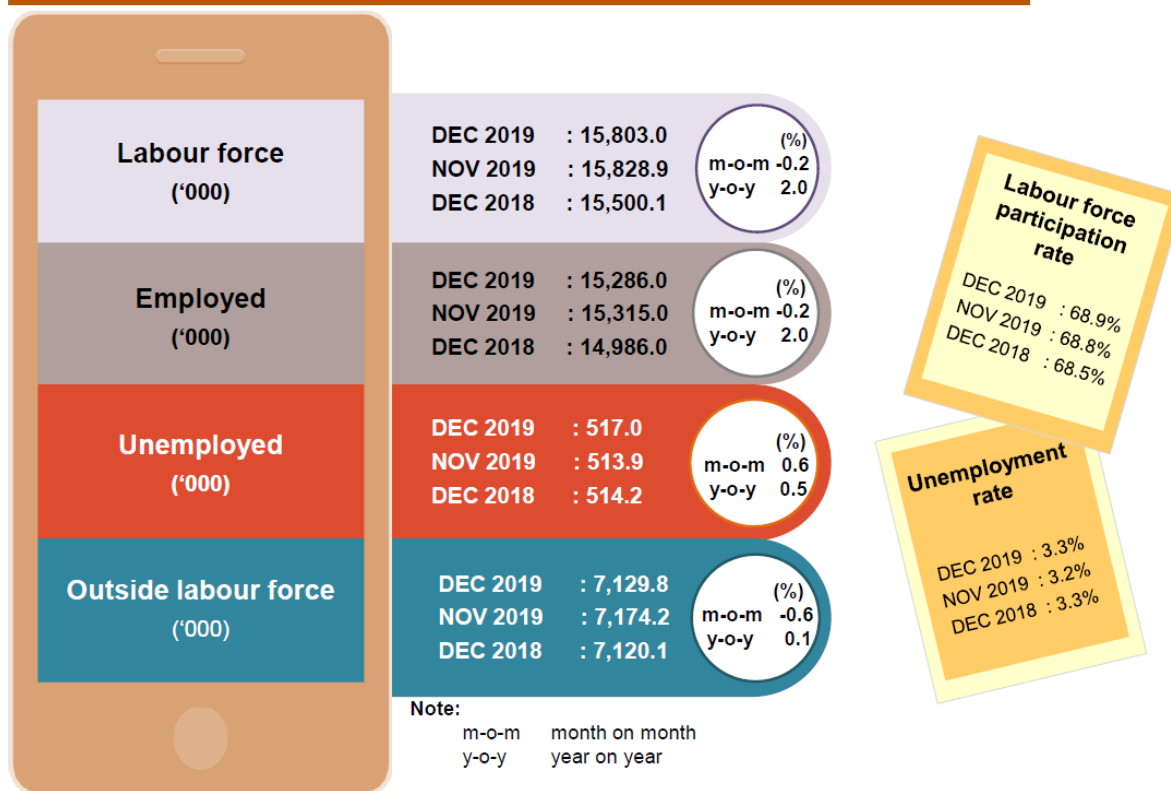 Labour force
('000)
DEC 2019 : 15,803.0
NOV 2019 : 15,828.9
DEC 2018 : 15,500.1
(%)
m-o-m -0.2
y-o-y 2.0
Employed
('000)
DEC 2019 : 15,286.0
NOV 2019 : 15,315.0
DEC 2018 : 14,986.0
(%)
m-o-m -0.2
y-o-y 2.0
Unemployed
('000)
DEC 2019 : 517.0
NOV 2019 : 513.9
DEC 2018 : 514.2
(%)
m-o-m 0.6
y-o-y 0.5
Outside labour force
('000)
DEC 2019 : 7,129.8
NOV 2019 : 7,174.2
DEC 2018 : 7,120.1
(%)
m-o-m -0.6
y-o-y 0.1
Note:
m-o-m month on month
y-o-y year on year
Labour force
participation
rate
DEC 2019 : 68.9%
NOV 2019 : 68.8%
DEC 2018 : 68.5%
Unemployment
rate
DEC 2019 : 3.3%
NOV 2019 : 3.2%
DEC 2018 : 3.3%